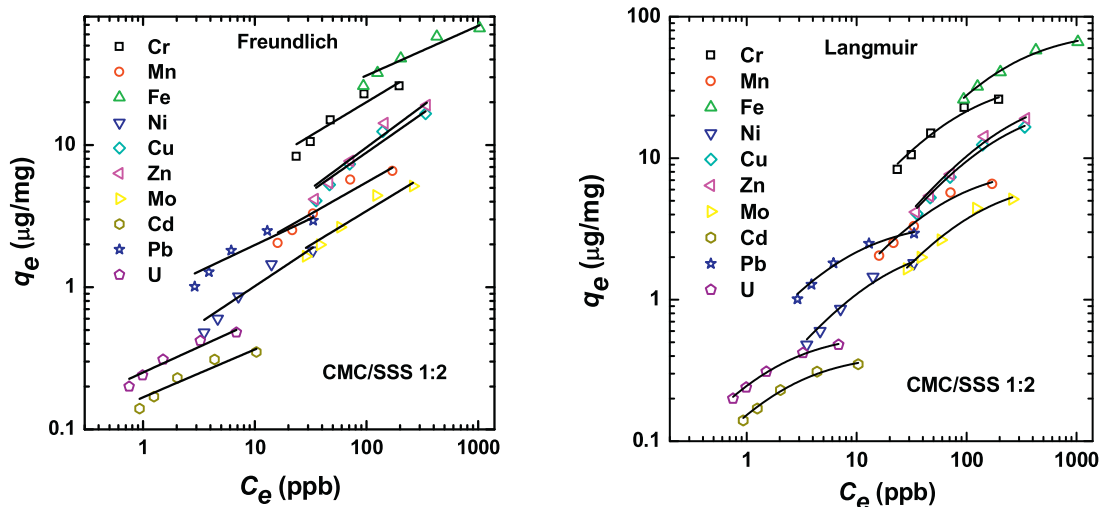 Freundlich
Cr
Mn
Fe
Ni
Cu
Zn
Mo
Cd
Pb
U
CMC/SSS 1:2
10
1
0.1
1
10
100
1000
qe (μg/mg)
Ce (ppb)
Langmuir
Cr
Mn
Fe
Ni
Cu
Zn
Mo
Cd
Pb
U
CMC/SSS 1:2
100
10
1
0.1
1
10
100
1000
qe (μg/mg)
Ce (ppb)